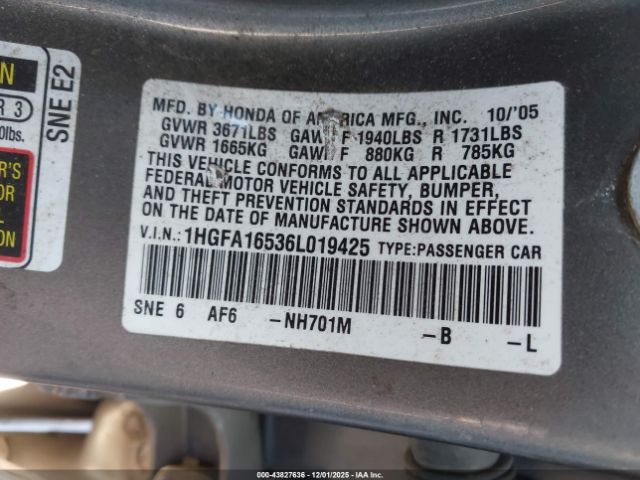 N
R 3
0lbs.
SNE E2
R'S
OR
L
MFD. BY HONDA OF AMERICA MFG., INC. 10/'05
GVWR 3671LBS GAWR F 1940LBS R 1731LBS
GVWR 1665KG GAWR F 880KG R 785KG
THIS VEHICLE CONFORMS TO ALL APPLICABLE
FEDERAL MOTOR VEHICLE SAFETY, BUMPER,
AND THEFT PREVENTION STANDARDS IN EFFECT
ON THE DATE OF MANUFACTURE SHOWN ABOVE.
V.I.N.: 1HGFA16536L019425 TYPE:PASSENGER CAR
SNE 6 AF6 -NH701M -B -L
000-43827636 - 12/01/2025 - IAA Inc.